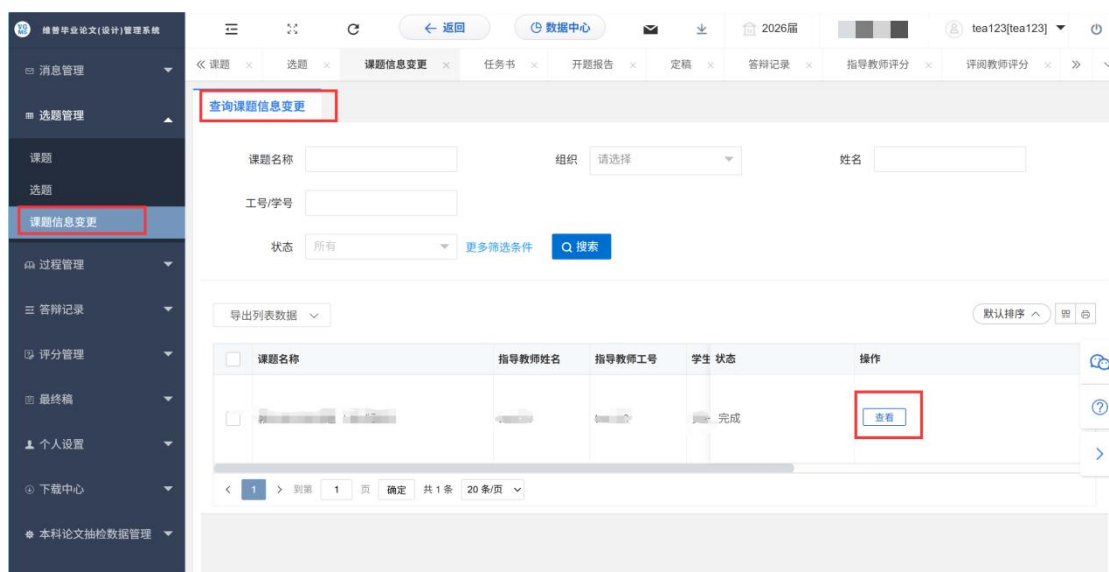 维普毕业论文(设计)管理系统
返回
数据中心
2026届
tea123[tea123]
消息管理
选题管理
课题
选题
课题信息变更
过程管理
答辩记录
评分管理
最终稿
个人设置
下载中心
本科论文抽检数据管理
课题 × 选题 × 课题信息变更 × 任务书 × 开题报告 × 定稿 × 答辩记录 × 指导教师评分 × 评阅教师评分 ×
查询课题信息变更
课题名称 组织 请选择 姓名
工号/学号
状态 所有 更多筛选条件 搜索
导出列表数据 默认排序
课题名称 指导教师姓名 指导教师工号 学生 状态 操作
完成 查看
1 到第 1 页 确定 共 1 条 20 条/页